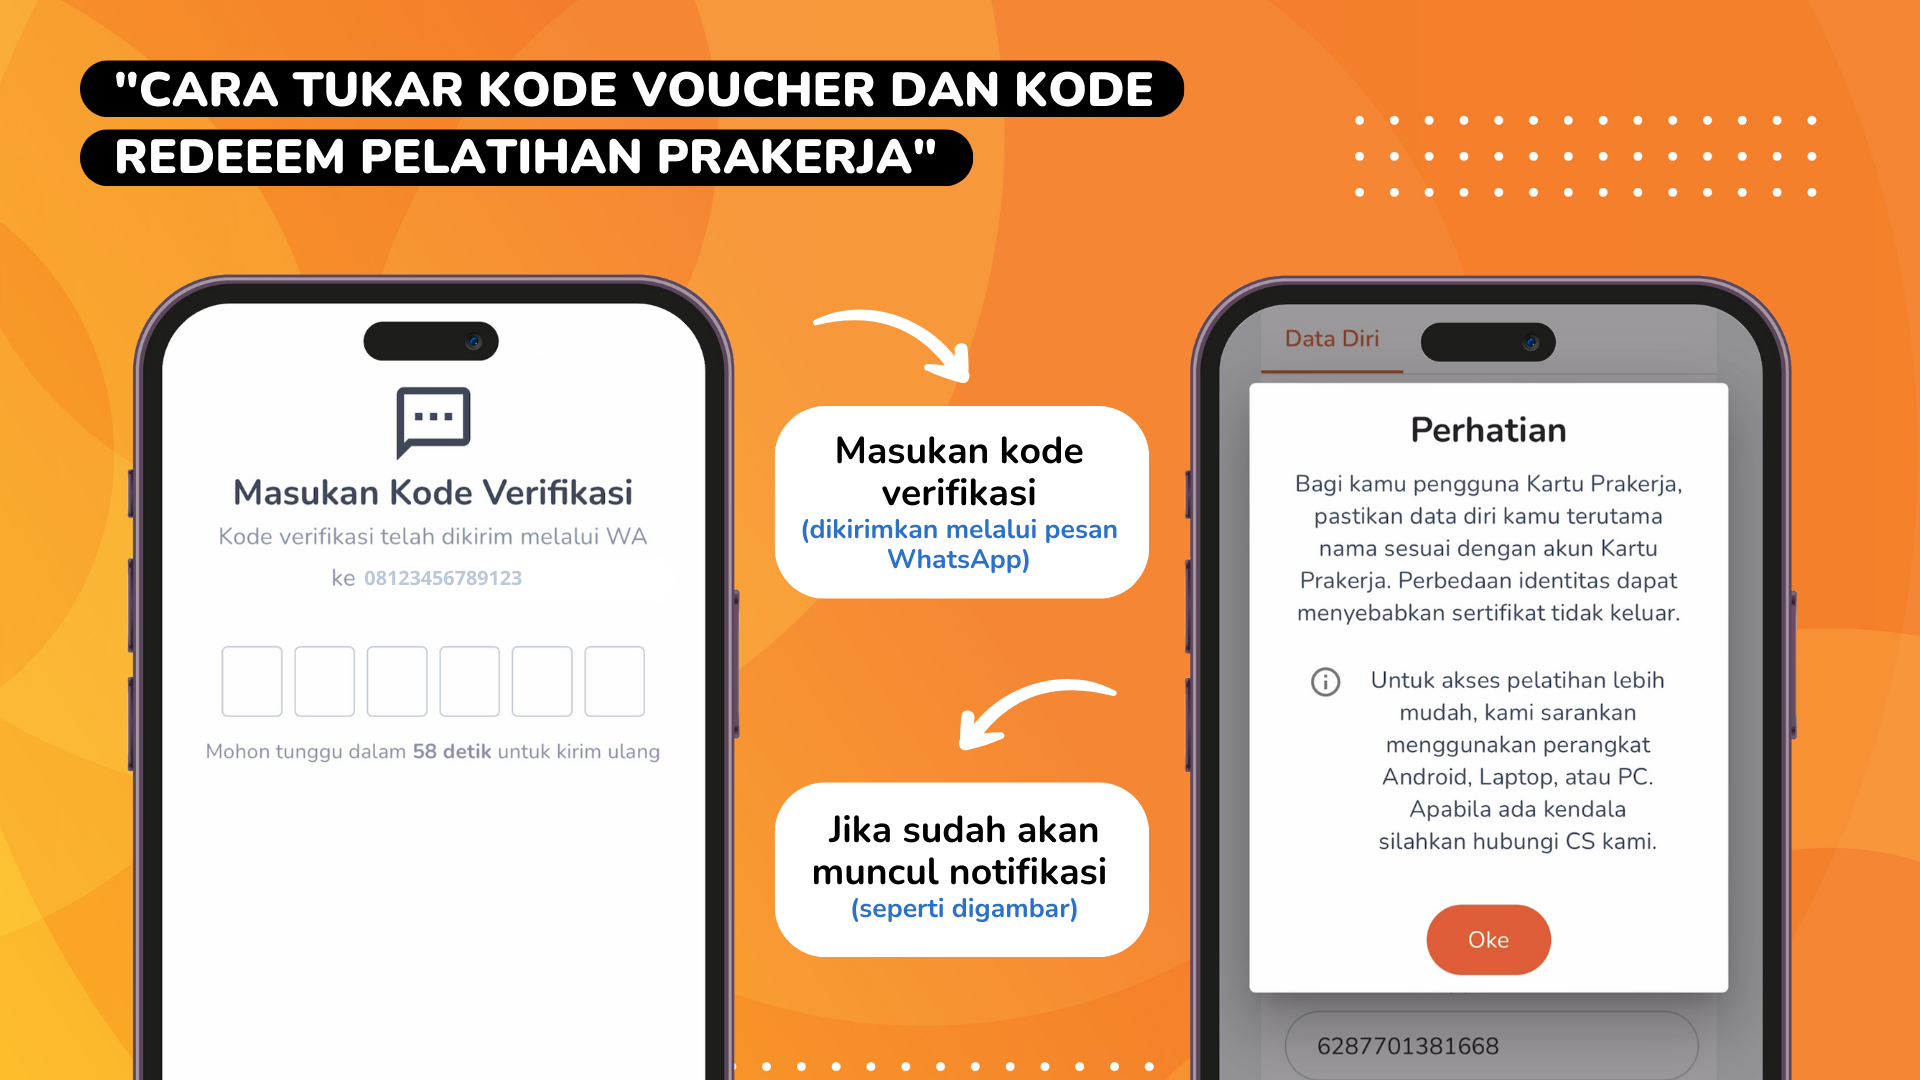 "CARA TUKAR KODE VOUCHER DAN KODE
REDEEEM PELATIHAN PRAKERJA"
Masukan Kode Verifikasi
Kode verifikasi telah dikirim melalui WA
ke 08123456789123
Mohon tunggu dalam 58 detik untuk kirim ulang
Masukan kode
verifikasi
(dikirimkan melalui pesan
WhatsApp)
Jika sudah akan
muncul notifikasi
(seperti digambar)
Data Diri
Perhatian
Bagi kamu pengguna Kartu Prakerja,
pastikan data diri kamu terutama
nama sesuai dengan akun Kartu
Prakerja. Perbedaan identitas dapat
menyebabkan sertifikat tidak keluar.
Untuk akses pelatihan lebih
mudah, kami sarankan
menggunakan perangkat
Android, Laptop, atau PC.
Apabila ada kendala
silahkan hubungi CS kami.
Oke
6287701381668